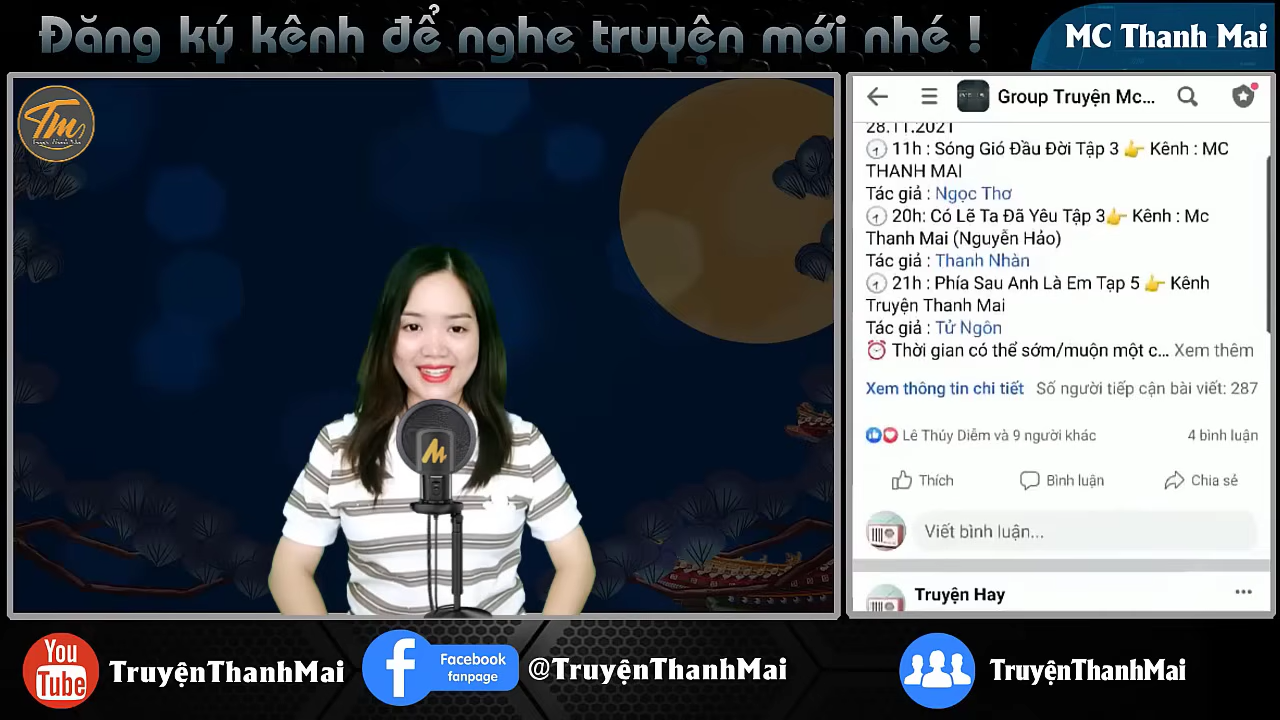 Đăng ký kênh để nghe truyện mới nhé !
MC Thanh Mai
Tm
Truyện Thanh Mai
Group Truyện Mc...
28.11.2021
11h : Sóng Gió Đầu Đời Tập 3 👉 Kênh : MC
THANH MAI
Tác giả : Ngọc Thơ
20h: Có Lẽ Ta Đã Yêu Tập 3👉 Kênh : Mc
Thanh Mai (Nguyễn Hảo)
Tác giả : Thanh Nhàn
21h : Phía Sau Anh Là Em Tạp 5 👉 Kênh
Truyện Thanh Mai
Tác giả : Tử Ngôn
⏰ Thời gian có thể sớm/muộn một c... Xem thêm
Xem thông tin chi tiết Số người tiếp cận bài viết: 287
Lê Thúy Diễm và 9 người khác 4 bình luận
Thích Bình luận Chia sẻ
Viết bình luận...
Truyện Hay
You
Tube
TruyệnThanhMai
Facebook
fanpage
@TruyệnThanhMai
TruyệnThanhMai